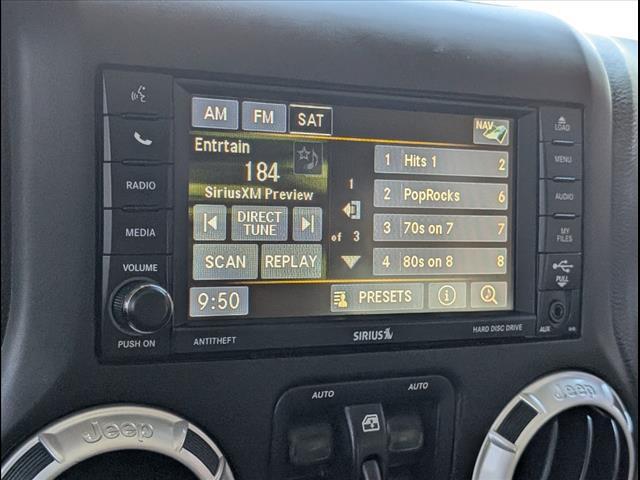 AM FM SAT NAV
Entrtain
184
SiriusXM Preview
DIRECT
TUNE
SCAN REPLAY
1
of 3
1 Hits 1 2
2 PopRocks 6
3 70s on 7 7
4 80s on 8 8
9:50 PRESETS
RADIO
MEDIA
VOLUME
PUSH ON
LOAD
MENU
AUDIO
MY
FILES
PULL
AUX
ANTITHEFT SIRIUS HARD DISC DRIVE
AUTO AUTO
Jeep Jeep